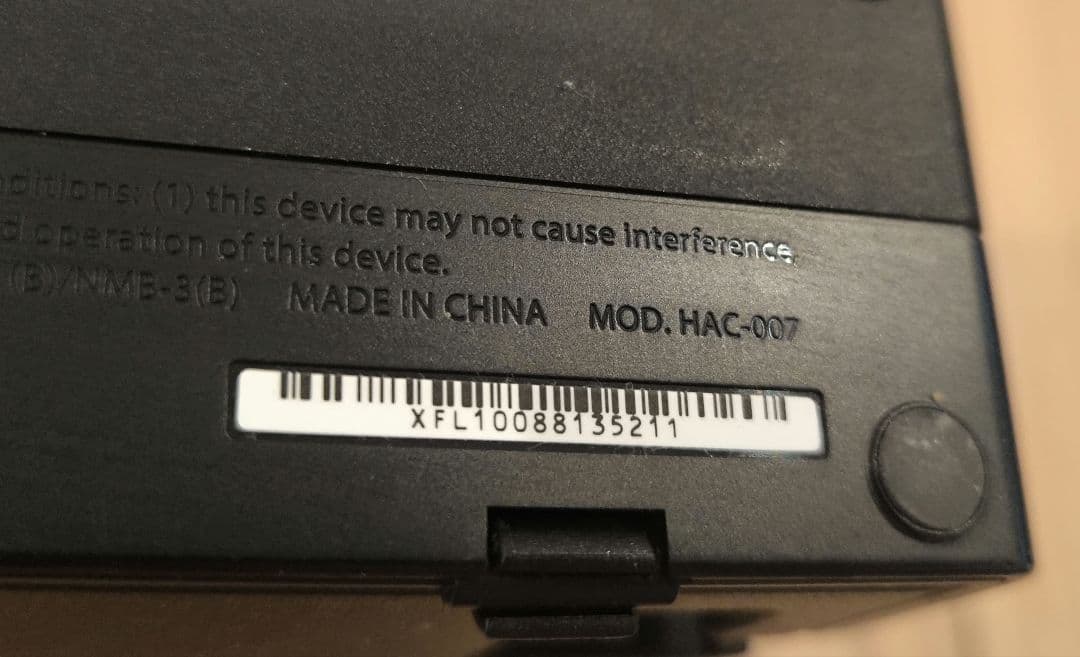 nditions: (1) this device may not cause interference,
d operation of this device.
(B)/NMB-3(B) MADE IN CHINA MOD. HAC-007
XFL10088135211